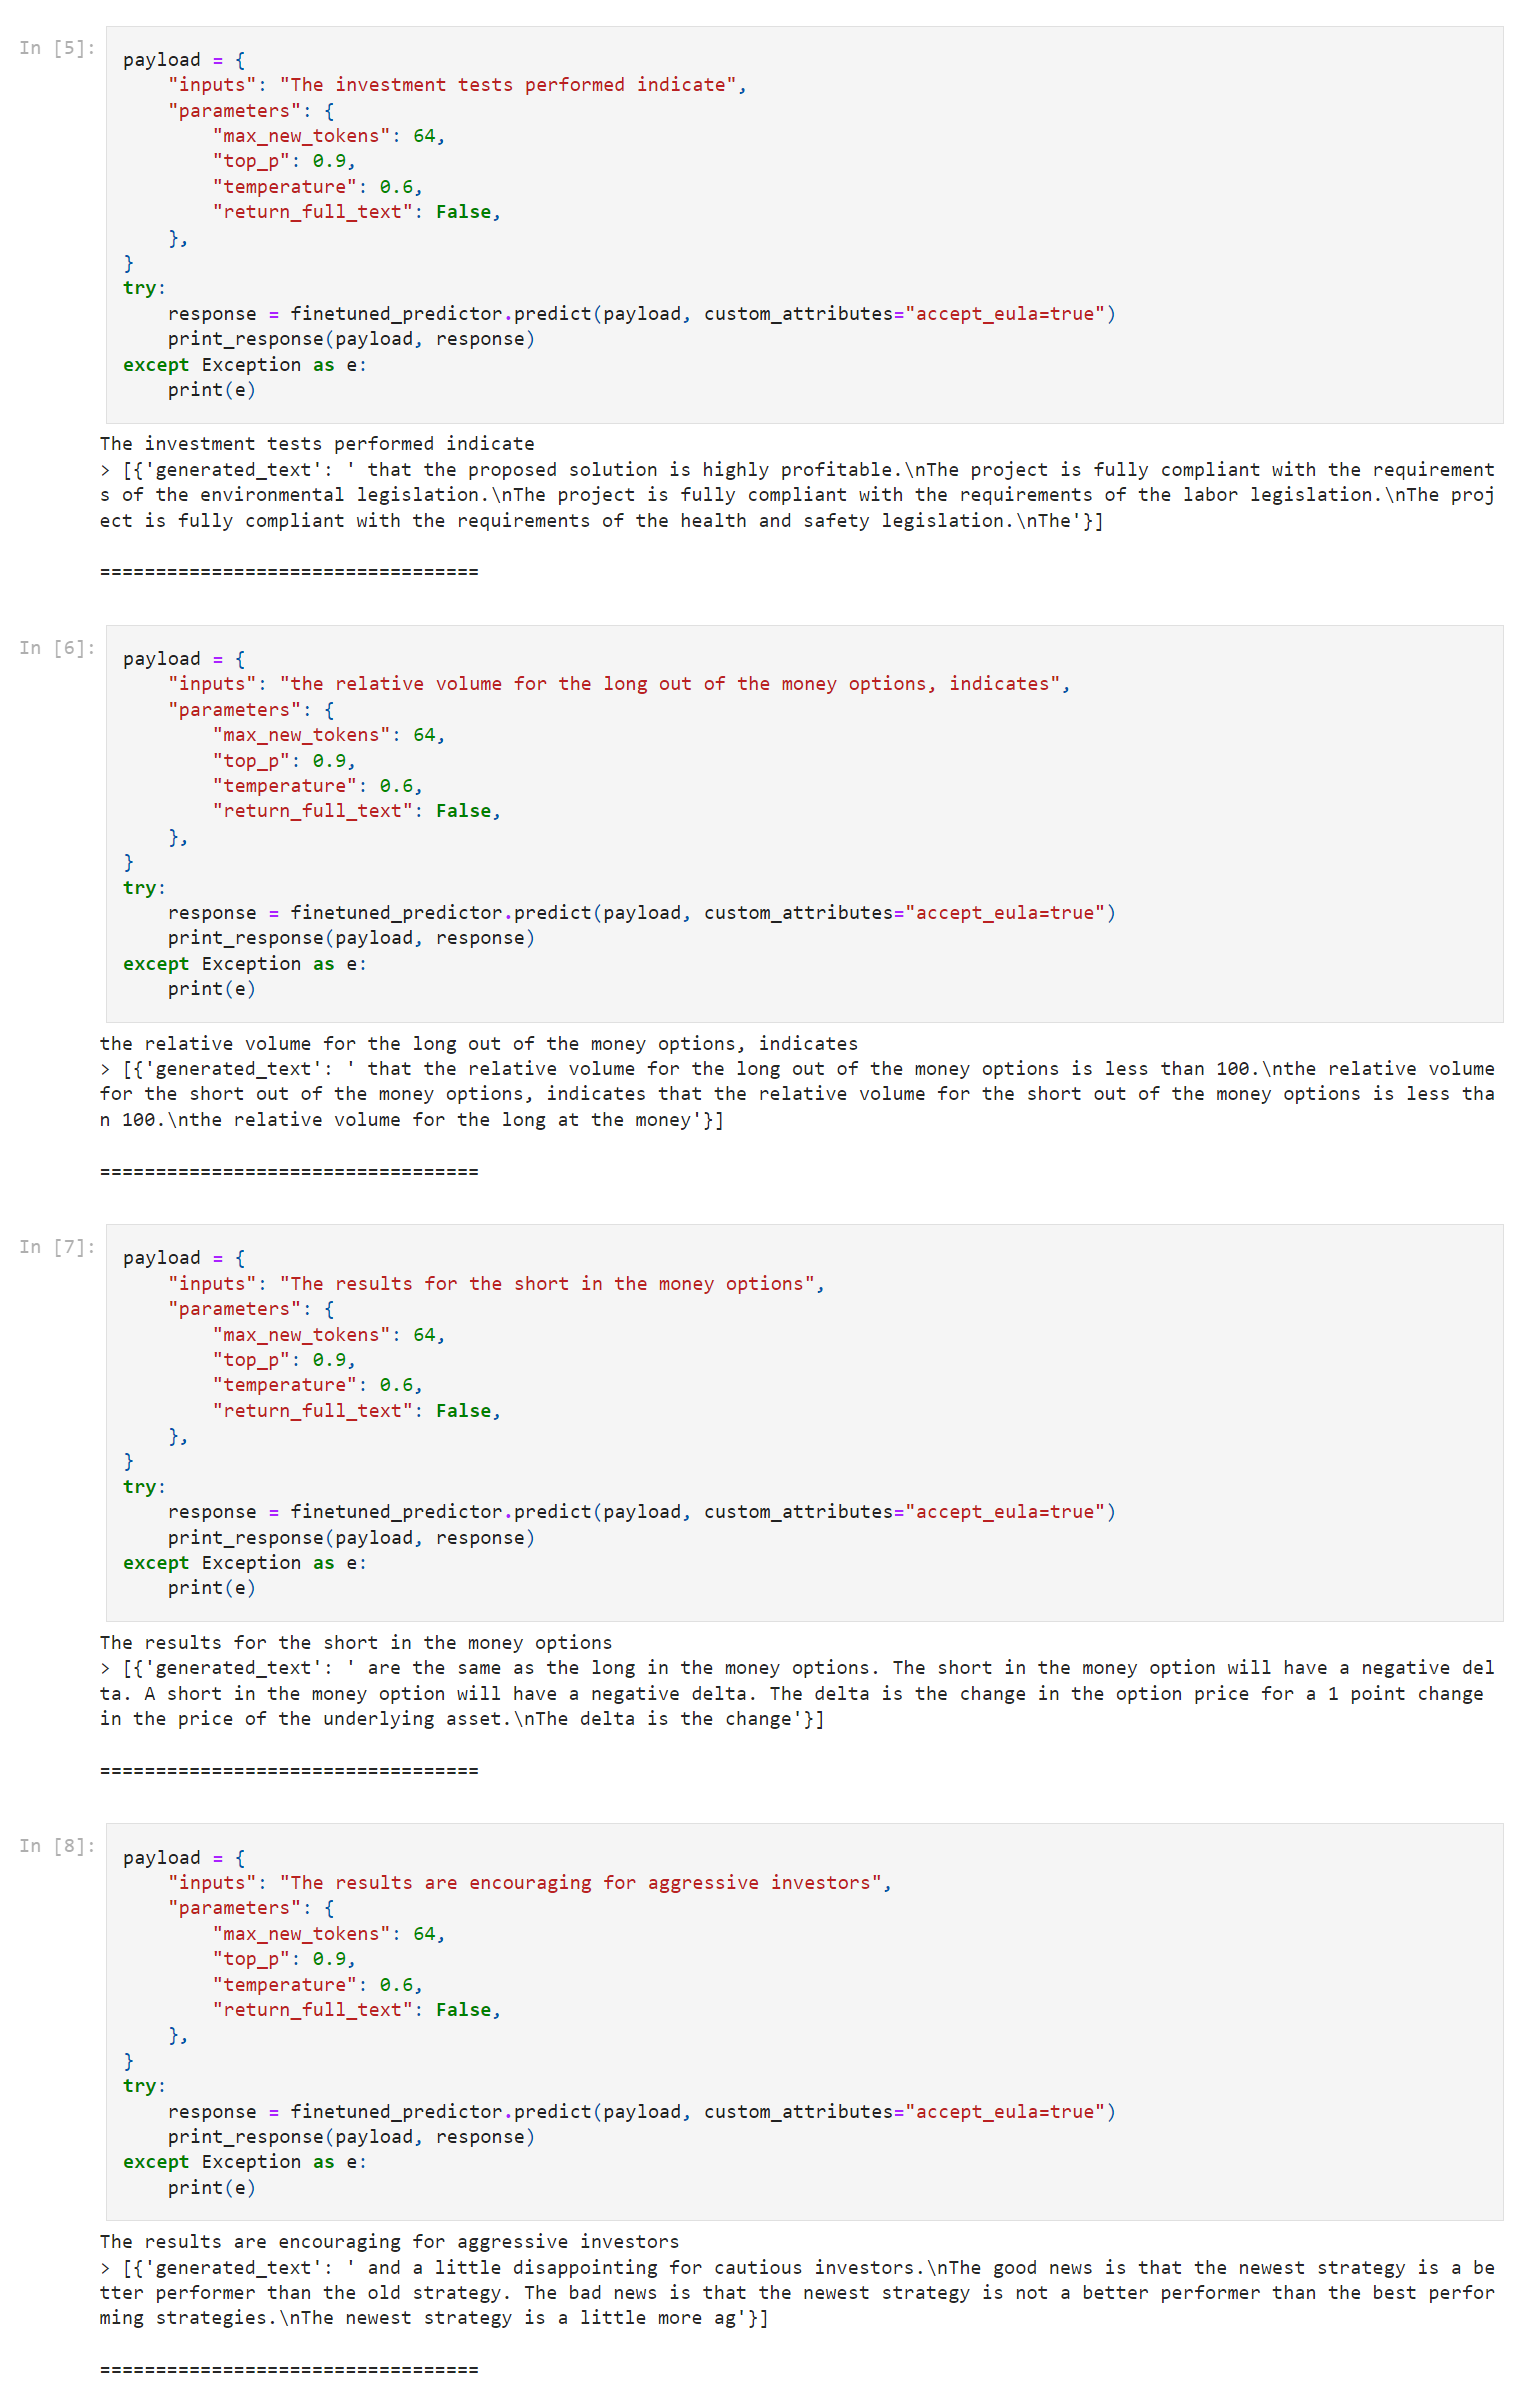 In [5]:
payload = {
    "inputs": "The investment tests performed indicate",
    "parameters": {
        "max_new_tokens": 64,
        "top_p": 0.9,
        "temperature": 0.6,
        "return_full_text": False,
    },
}
try:
    response = finetuned_predictor.predict(payload, custom_attributes="accept_eula=true")
    print_response(payload, response)
except Exception as e:
    print(e)
The investment tests performed indicate
> [{'generated_text': ' that the proposed solution is highly profitable.\nThe project is fully compliant with the requirement
s of the environmental legislation.\nThe project is fully compliant with the requirements of the labor legislation.\nThe proj
ect is fully compliant with the requirements of the health and safety legislation.\nThe'}]
==================================
In [6]:
payload = {
    "inputs": "the relative volume for the long out of the money options, indicates",
    "parameters": {
        "max_new_tokens": 64,
        "top_p": 0.9,
        "temperature": 0.6,
        "return_full_text": False,
    },
}
try:
    response = finetuned_predictor.predict(payload, custom_attributes="accept_eula=true")
    print_response(payload, response)
except Exception as e:
    print(e)
the relative volume for the long out of the money options, indicates
> [{'generated_text': ' that the relative volume for the long out of the money options is less than 100.\nthe relative volume
for the short out of the money options, indicates that the relative volume for the short out of the money options is less tha
n 100.\nthe relative volume for the long at the money'}]
==================================
In [7]:
payload = {
    "inputs": "The results for the short in the money options",
    "parameters": {
        "max_new_tokens": 64,
        "top_p": 0.9,
        "temperature": 0.6,
        "return_full_text": False,
    },
}
try:
    response = finetuned_predictor.predict(payload, custom_attributes="accept_eula=true")
    print_response(payload, response)
except Exception as e:
    print(e)
The results for the short in the money options
> [{'generated_text': ' are the same as the long in the money options. The short in the money option will have a negative del
ta. A short in the money option will have a negative delta. The delta is the change in the option price for a 1 point change
in the price of the underlying asset.\nThe delta is the change'}]
==================================
In [8]:
payload = {
    "inputs": "The results are encouraging for aggressive investors",
    "parameters": {
        "max_new_tokens": 64,
        "top_p": 0.9,
        "temperature": 0.6,
        "return_full_text": False,
    },
}
try:
    response = finetuned_predictor.predict(payload, custom_attributes="accept_eula=true")
    print_response(payload, response)
except Exception as e:
    print(e)
The results are encouraging for aggressive investors
> [{'generated_text': ' and a little disappointing for cautious investors.\nThe good news is that the newest strategy is a be
tter performer than the old strategy. The bad news is that the newest strategy is not a better performer than the best perfor
ming strategies.\nThe newest strategy is a little more ag'}]
==================================